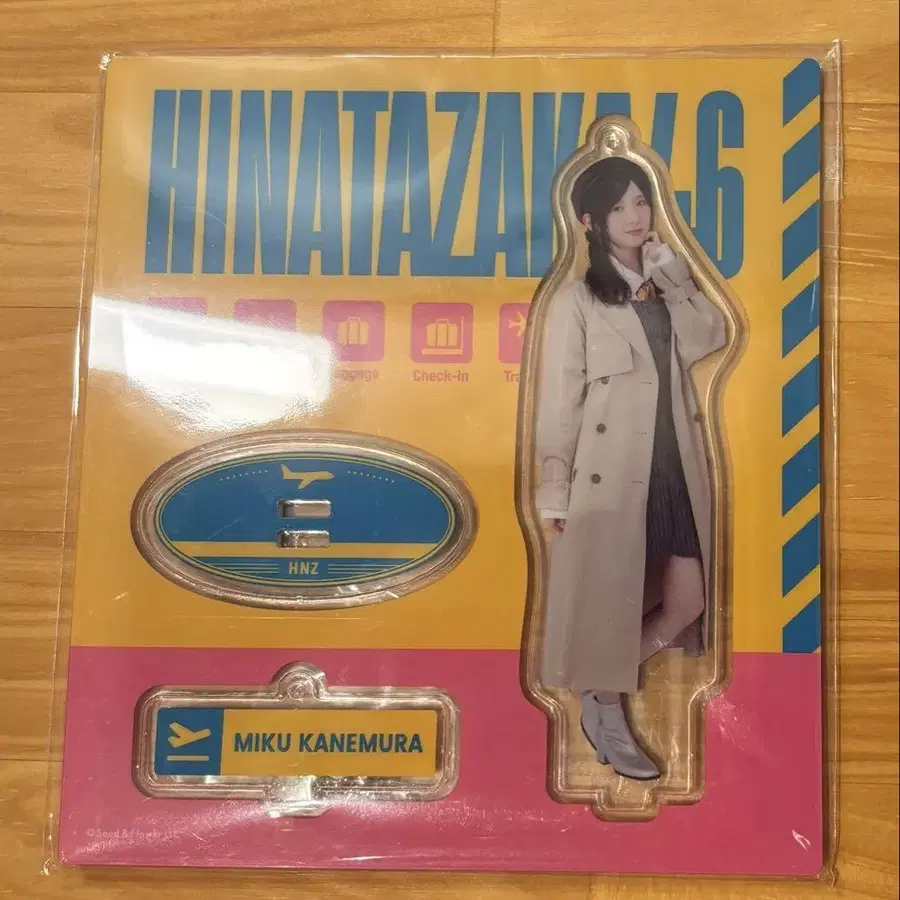 HINATAZAKA46
Check-in
HNZ
MIKU KANEMURA